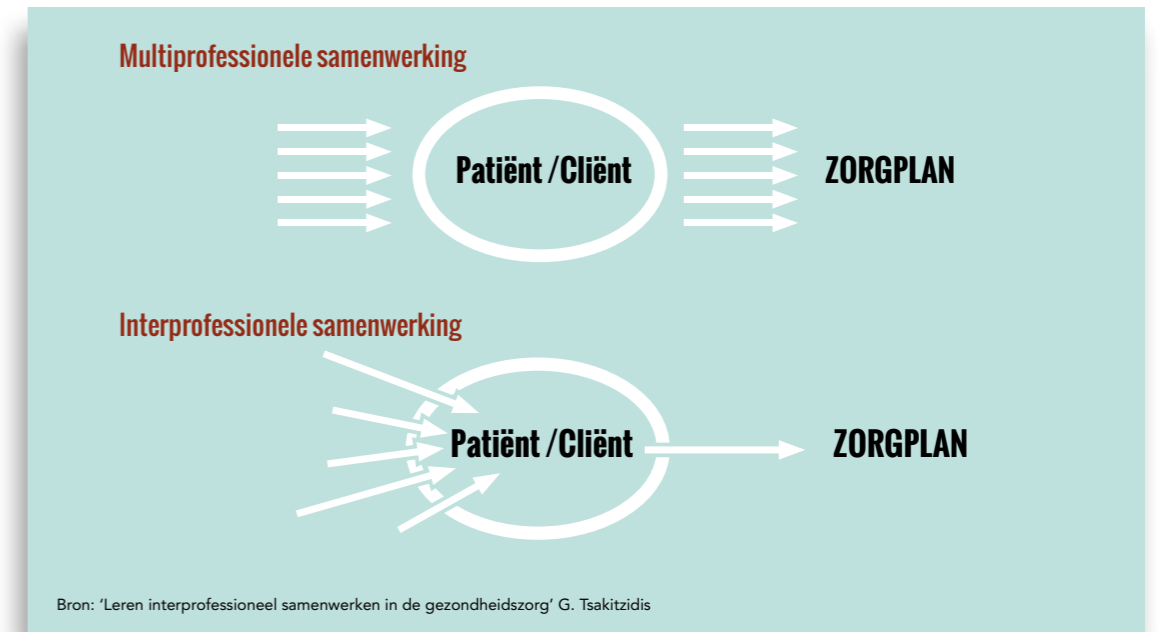 Multiprofessionele samenwerking
Patiënt /Cliënt
ZORGPLAN
Interprofessionele samenwerking
Patiënt /Cliënt
ZORGPLAN
Bron: ‘Leren interprofessioneel samenwerken in de gezondheidszorg’ G. Tsakitzidis